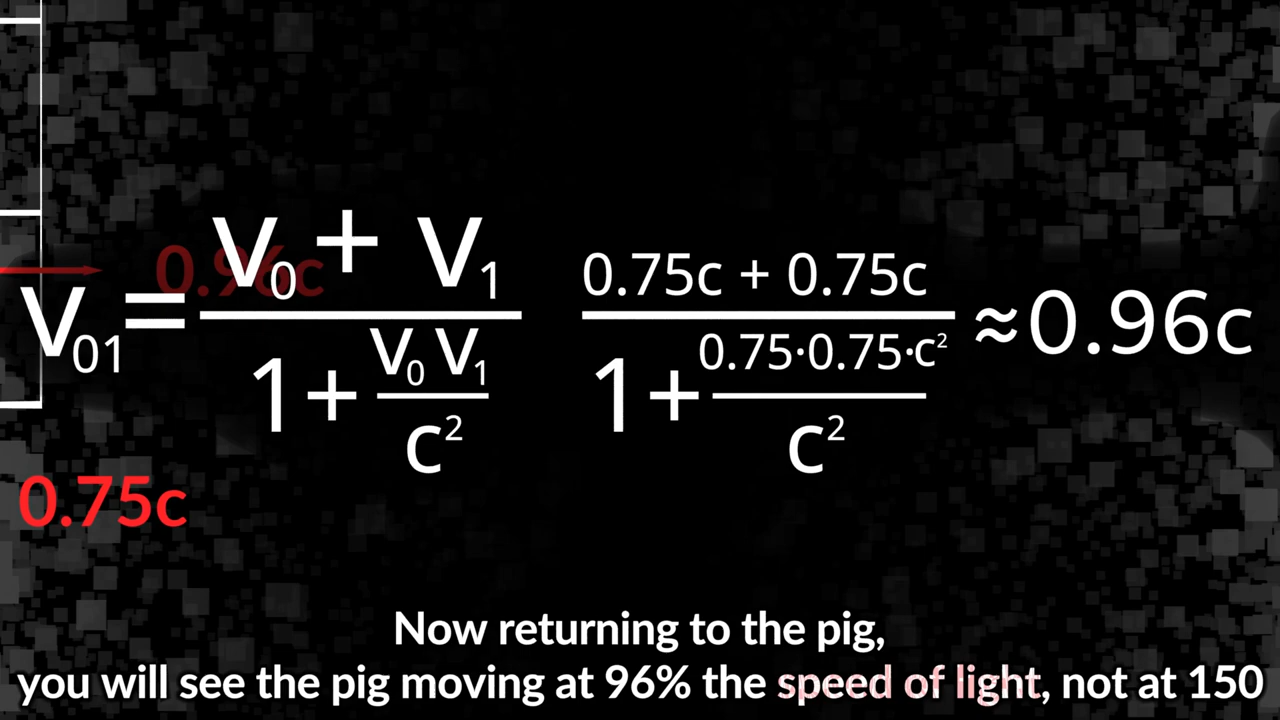 v₀₁ = (v₀ + v₁) / (1 + v₀ v₁ / c²)
(0.75c + 0.75c) / (1 + 0.75·0.75·c² / c²) ≈ 0.96c
0.96c
0.75c
Now returning to the pig,
you will see the pig moving at 96% the speed of light, not at 150